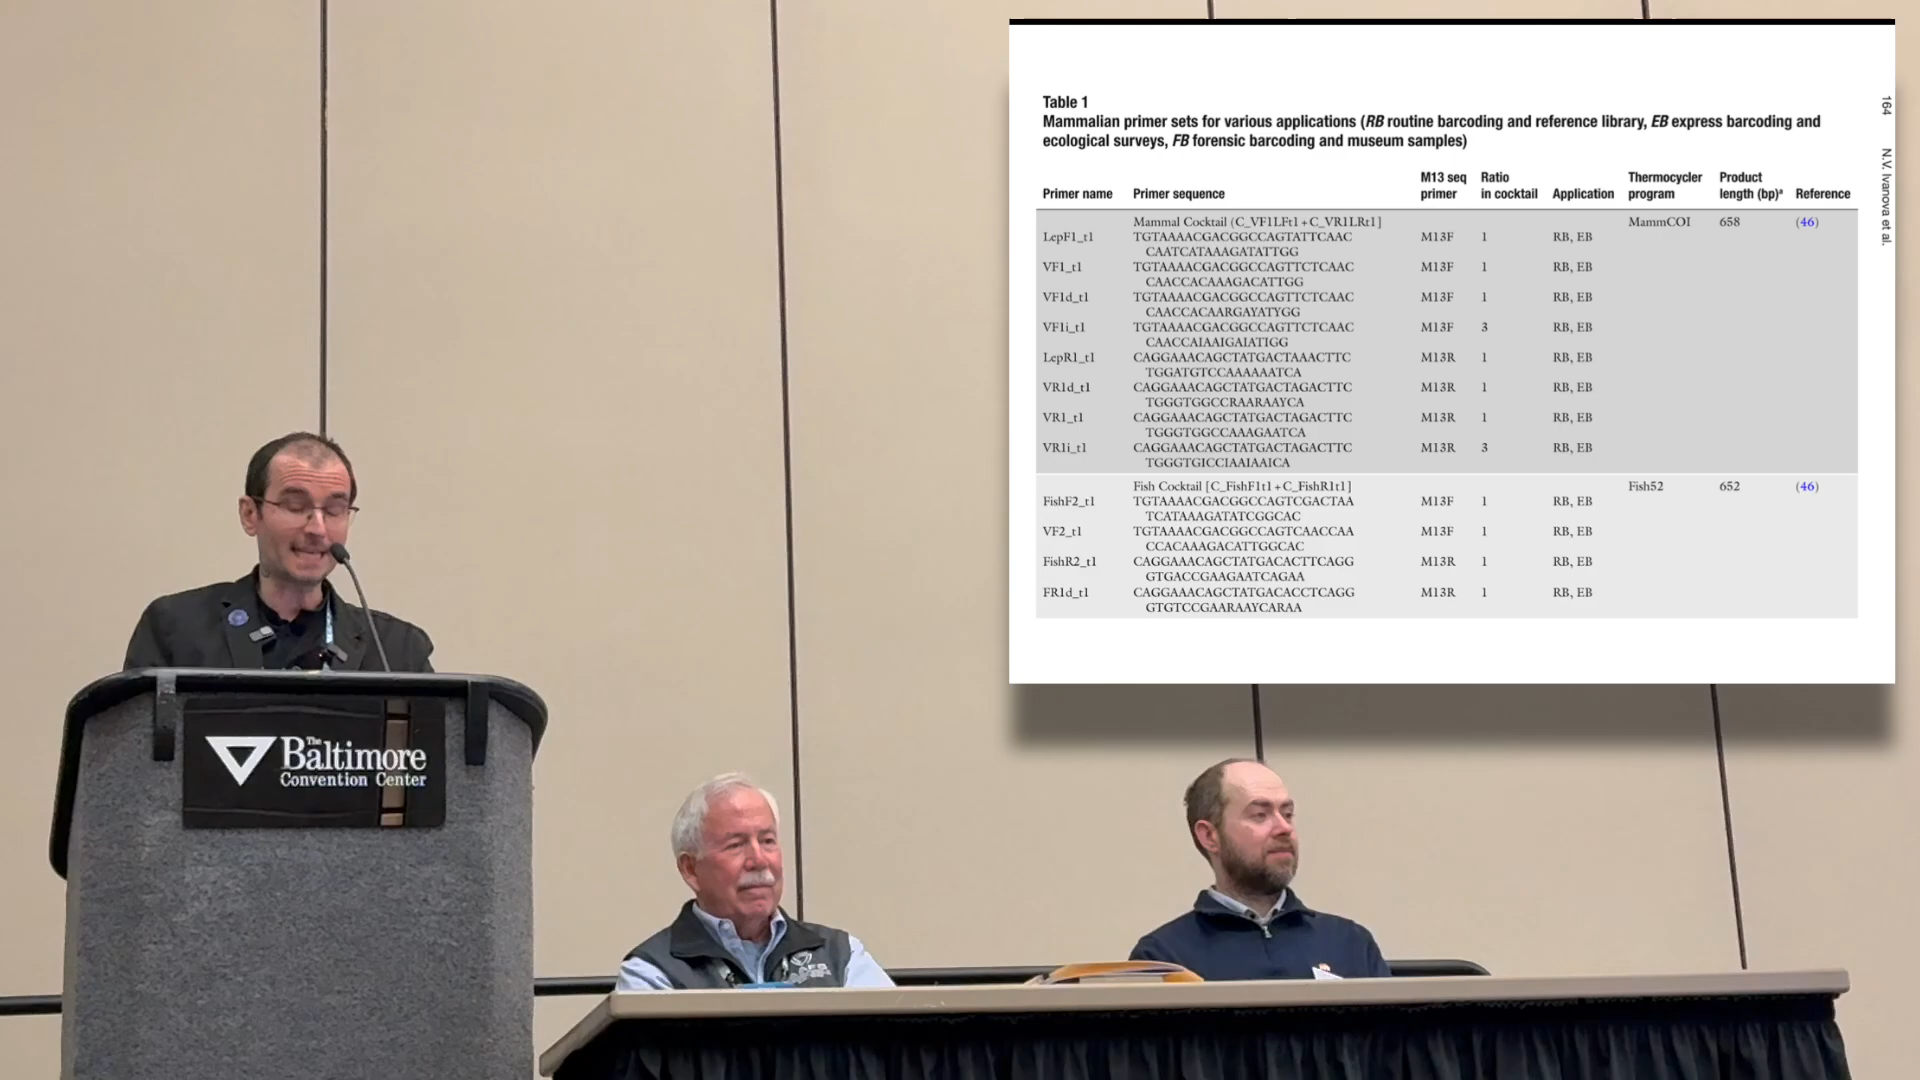 Table 1
Mammalian primer sets for various applications (RB routine barcoding and reference library, EB express barcoding and
ecological surveys, FB forensic barcoding and museum samples)
Primer name Primer sequence M13 seq primer Ratio in cocktail Application Thermocycler program Product length (bp)ᵃ Reference
Mammal Cocktail (C_VF1LFt1 + C_VR1LRt1] MammCOI 658 (46)
LepF1_t1 TGTAAAACGACGGCCAGTATTCAAC M13F 1 RB, EB
CAATCATAAAGATATTGG
VF1_t1 TGTAAAACGACGGCCAGTTCTCAAC M13F 1 RB, EB
CAACCACAAAGACATTGG
VF1d_t1 TGTAAAACGACGGCCAGTTCTCAAC M13F 1 RB, EB
CAACCACAARGAYATYGG
VF1i_t1 TGTAAAACGACGGCCAGTTCTCAAC M13F 3 RB, EB
CAACCAIAAIGAIATIGG
LepR1_t1 CAGGAAACAGCTATGACTAAACTTC M13R 1 RB, EB
TGGATGTCCAAAAAATCA
VR1d_t1 CAGGAAACAGCTATGACTAGACTTC M13R 1 RB, EB
TGGGTGGCCRAARAAYCA
VR1_t1 CAGGAAACAGCTATGACTAGACTTC M13R 1 RB, EB
TGGGTGGCCAAAGAATCA
VR1i_t1 CAGGAAACAGCTATGACTAGACTTC M13R 3 RB, EB
TGGGTGICCIAAIAAICA
Fish Cocktail [C_FishF1t1 + C_FishR1t1] Fish52 652 (46)
FishF2_t1 TGTAAAACGACGGCCAGTCGACTAA M13F 1 RB, EB
TCATAAAGATATCGGCAC
VF2_t1 TGTAAAACGACGGCCAGTCAACCAA M13F 1 RB, EB
CCACAAAGACATTGGCAC
FishR2_t1 CAGGAAACAGCTATGACACTTCAGG M13R 1 RB, EB
GTGACCGAAGAATCAGAA
FR1d_t1 CAGGAAACAGCTATGACACCTCAGG M13R 1 RB, EB
GTGTCCGAARAAYCARAA
164 N.V. Ivanova et al.
The
Baltimore
Convention Center